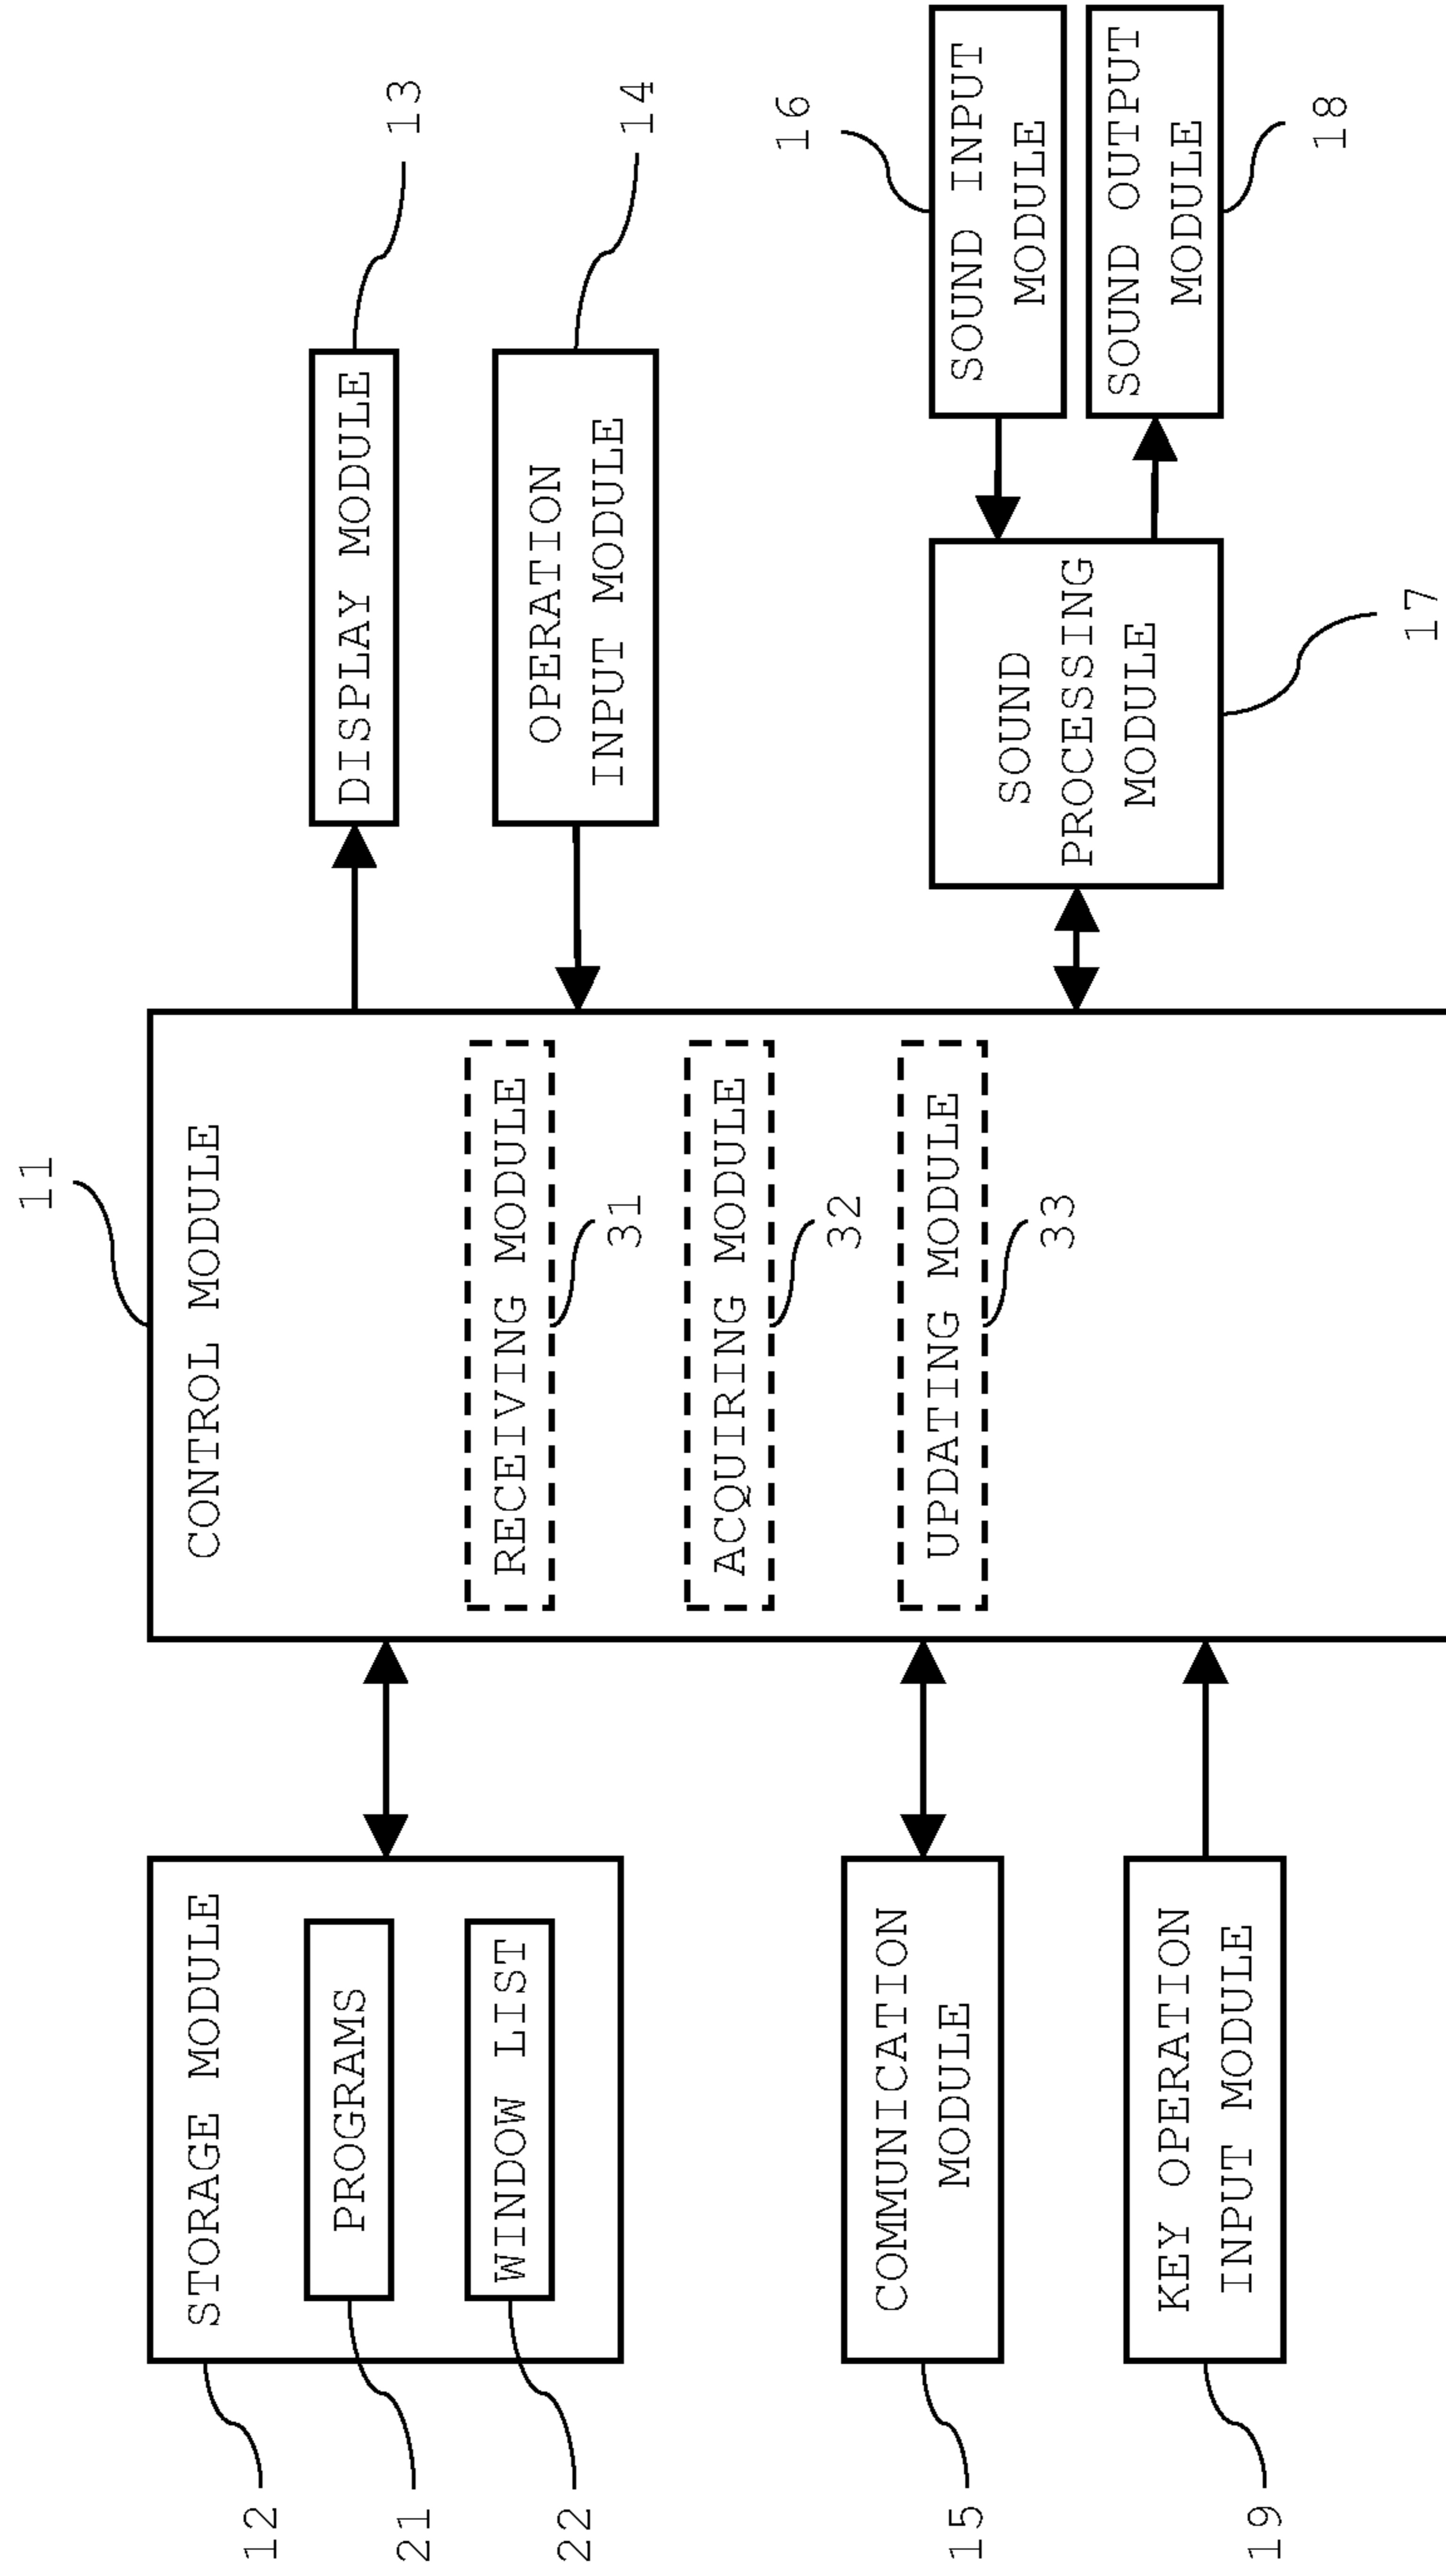 11
12
STORAGE MODULE
21
PROGRAMS
22
WINDOW LIST
15
COMMUNICATION
MODULE
19
KEY OPERATION
INPUT MODULE
CONTROL MODULE
RECEIVING MODULE
31
ACQUIRING MODULE
32
UPDATING MODULE
33
DISPLAY MODULE
13
OPERATION
INPUT MODULE
14
SOUND
PROCESSING
MODULE
17
16
SOUND INPUT
MODULE
SOUND OUTPUT
MODULE
18